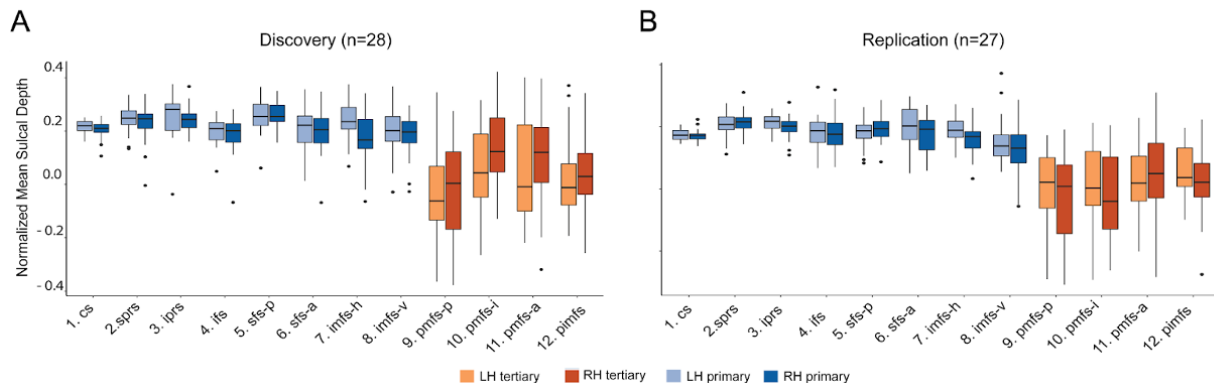 A
B
Discovery (n=28)
Replication (n=27)
Normalized Mean Sulcal Depth
0.4
0.2
0.0
- 0.2
- 0.4
1. cs
2.sprs
3. iprs
4. ifs
5. sfs-p
6. sfs-a
7. imfs-h
8. imfs-v
9. pmfs-p
10. pmfs-i
11. pmfs-a
12. pimfs
1. cs
2.sprs
3. iprs
4. ifs
5. sfs-p
6. sfs-a
7. imfs-h
8. imfs-v
9. pmfs-p
10. pmfs-i
11. pmfs-a
12. pimfs
LH tertiary RH tertiary LH primary RH primary